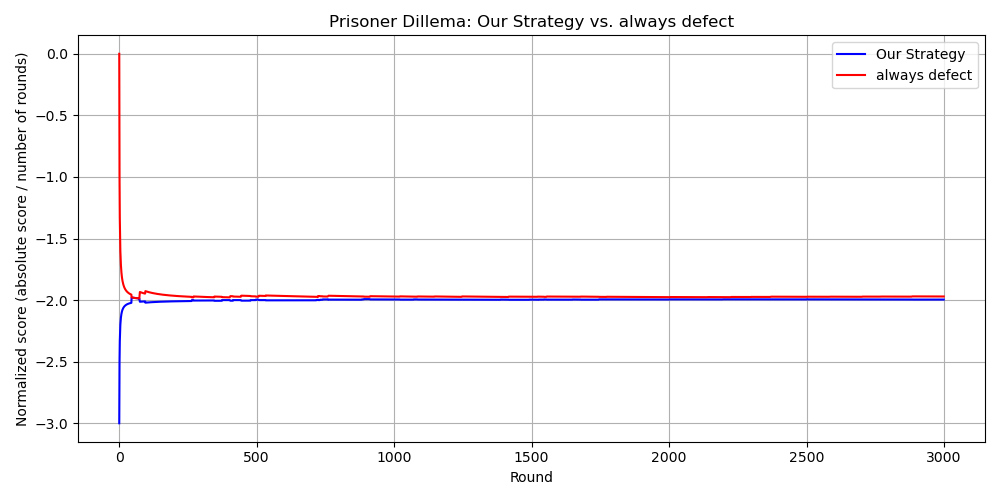 Prisoner Dillema: Our Strategy vs. always defect
Our Strategy
always defect
Normalized score (absolute score / number of rounds)
0.0
−0.5
−1.0
−1.5
−2.0
−2.5
−3.0
0 500 1000 1500 2000 2500 3000
Round